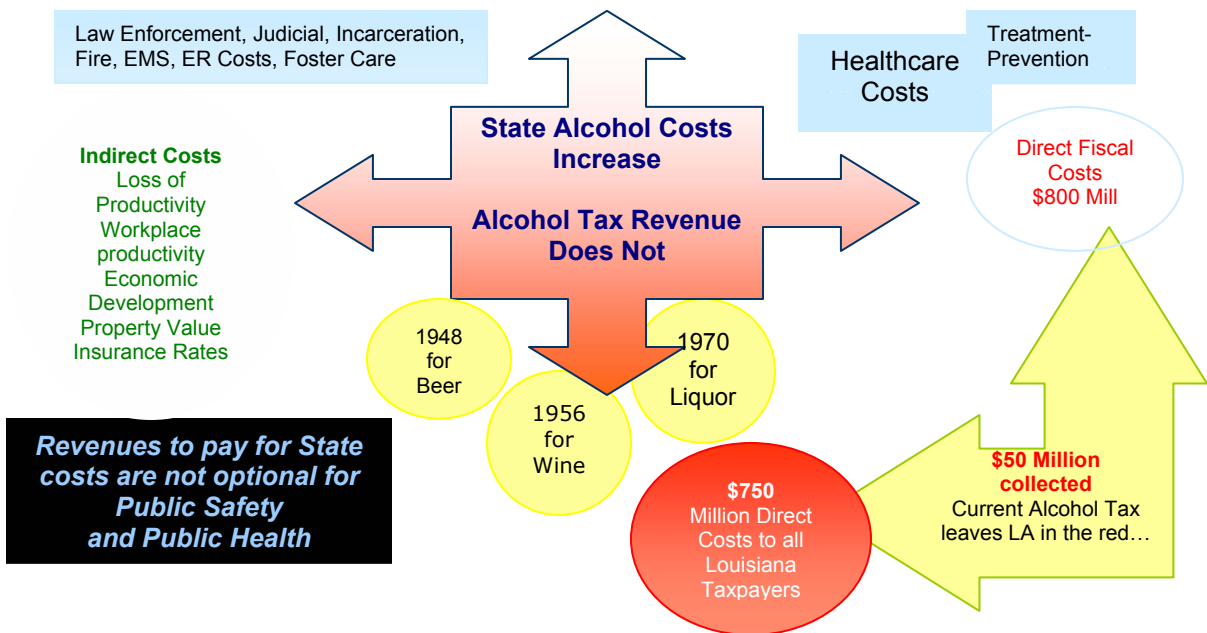 Law Enforcement, Judicial, Incarceration,
Fire, EMS, ER Costs, Foster Care
Healthcare
Costs
Treatment-
Prevention
State Alcohol Costs
Increase
Alcohol Tax Revenue
Does Not
Indirect Costs
Loss of
Productivity
Workplace
productivity
Economic
Development
Property Value
Insurance Rates
Direct Fiscal
Costs
$800 Mill
1948
for
Beer
1956
for
Wine
1970
for
Liquor
Revenues to pay for State
costs are not optional for
Public Safety
and Public Health
$750
Million Direct
Costs to all
Louisiana
Taxpayers
$50 Million
collected
Current Alcohol Tax
leaves LA in the red…